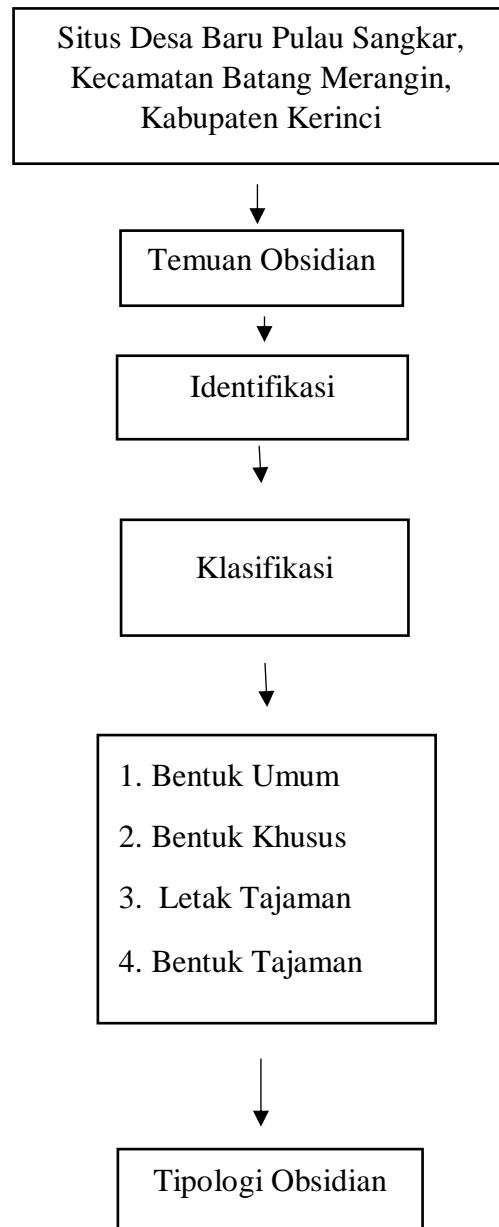 Situs Desa Baru Pulau Sangkar,
Kecamatan Batang Merangin,
Kabupaten Kerinci
Temuan Obsidian
Identifikasi
Klasifikasi
1. Bentuk Umum
2. Bentuk Khusus
3. Letak Tajaman
4. Bentuk Tajaman
Tipologi Obsidian